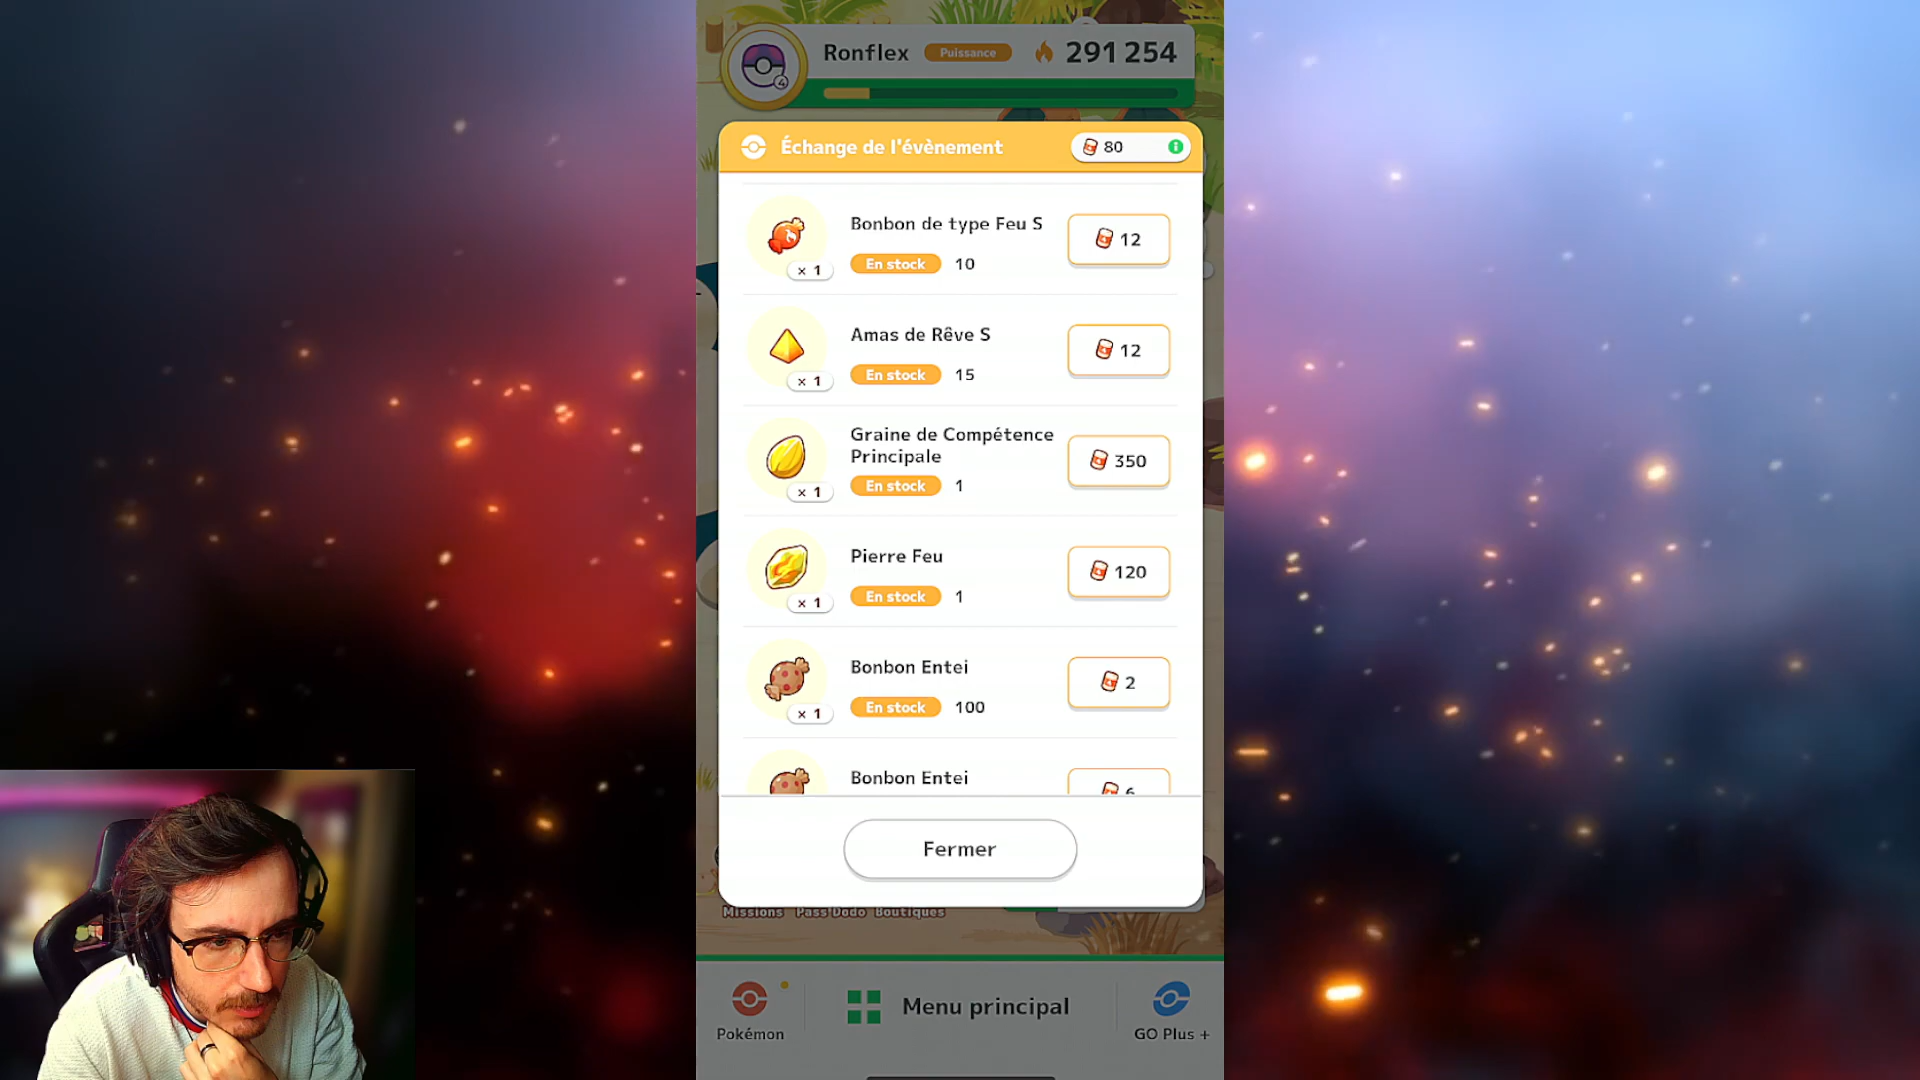 Ronflex Puissance 291 254
4
Échange de l'évènement 80
Bonbon de type Feu S
× 1 En stock 10 12
Amas de Rêve S
× 1 En stock 15 12
Graine de Compétence
Principale
× 1 En stock 1 350
Pierre Feu
× 1 En stock 1 120
Bonbon Entei
× 1 En stock 100 2
Bonbon Entei
6
Fermer
Missions Pass Dodo Boutiques
Pokémon Menu principal GO Plus +